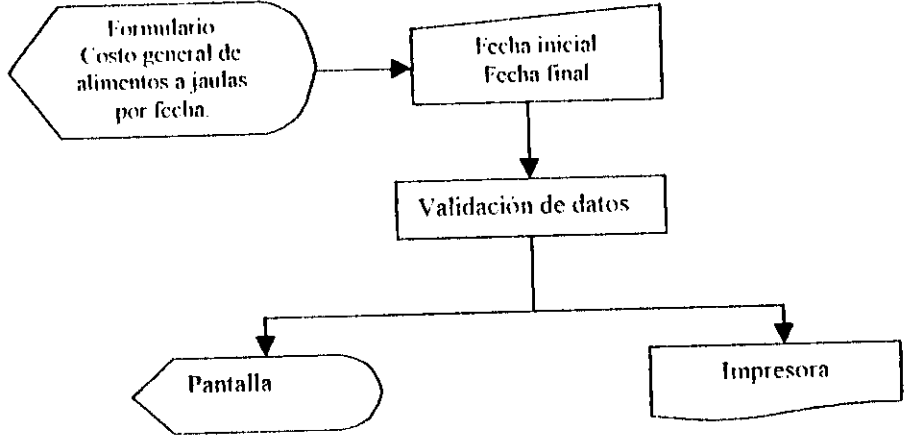 Formulario
Costo general de
alimentos a jaulas
por fecha.
Fecha inicial
Fecha final
Validación de datos
Pantalla
Impresora